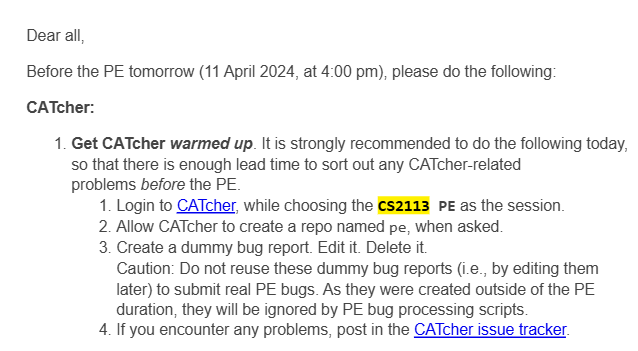 Dear all,
Before the PE tomorrow (11 April 2024, at 4:00 pm), please do the following:
CATcher:
1. Get CATcher warmed up. It is strongly recommended to do the following today,
so that there is enough lead time to sort out any CATcher-related
problems before the PE.
1. Login to CATcher, while choosing the CS2113 PE as the session.
2. Allow CATcher to create a repo named pe, when asked.
3. Create a dummy bug report. Edit it. Delete it.
Caution: Do not reuse these dummy bug reports (i.e., by editing them
later) to submit real PE bugs. As they were created outside of the PE
duration, they will be ignored by PE bug processing scripts.
4. If you encounter any problems, post in the CATcher issue tracker.